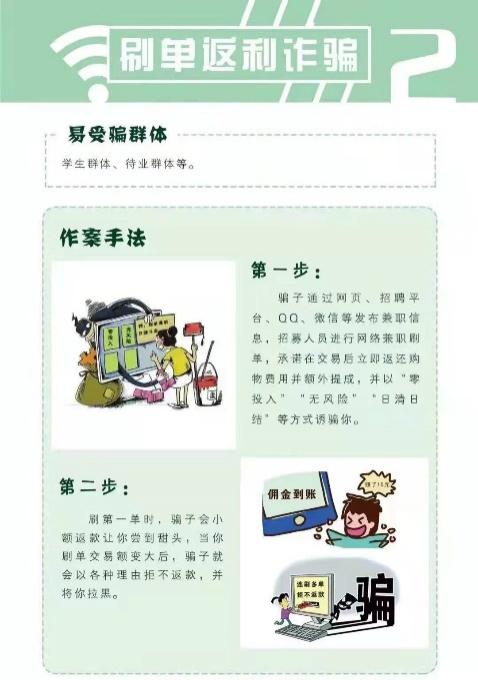 刷单返利诈骗
2
易受骗群体
学生群体、待业群体等。
作案手法
第一步：
骗子通过网页、招聘平
台、QQ、微信等发布兼职信
息，招募人员进行网络兼职刷
单，承诺在交易后立即返还购
物费用并额外提成，并以“零
投入”“无风险”“日清日
结”等方式诱骗你。
第二步：
刷第一单时，骗子会小
额返款让你尝到甜头，当你
刷单交易额变大后，骗子就
会以各种理由拒不返款，并
将你拉黑。
佣金到账
连刷多单
拒不返款
骗